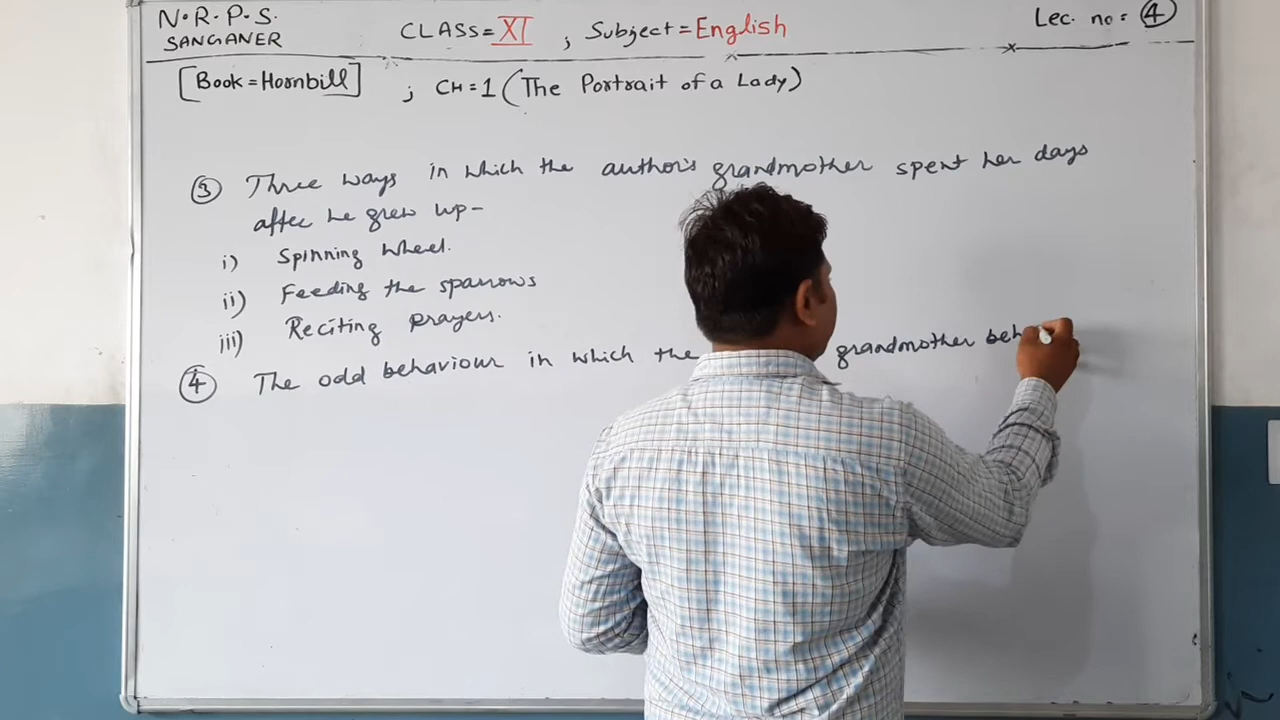 N.R.P.S.
SANGANER
CLASS=XI ; Subject=English
Lec. no: 4
[Book=Hornbill] ; CH=1 (The Portrait of a Lady)
3 Three ways in which the author's grandmother spent her days
after he grew up-
i) Spinning wheel.
ii) Feeding the sparrows
iii) Reciting prayers.
4 The odd behaviour in which the grandmother beh